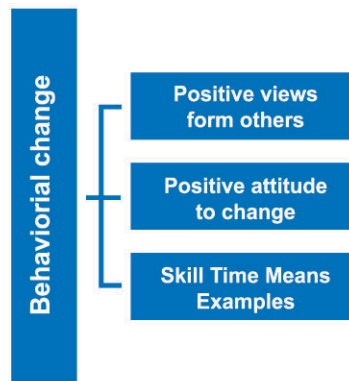 Behaviorial change
Positive views
form others
Positive attitude
to change
Skill Time Means
Examples